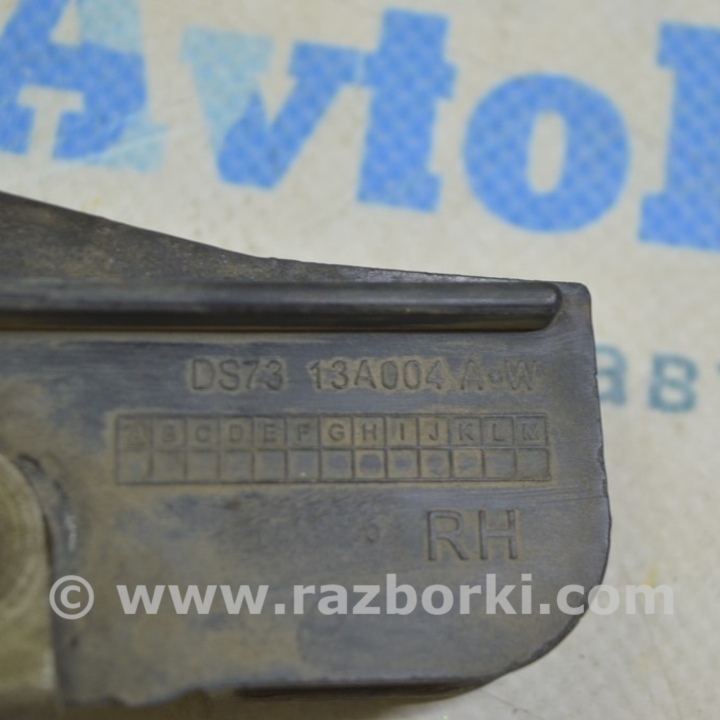 Avto
DS73 13A004 A-W
A B C D E F G H I J K L M
RH
© www.razborki.com